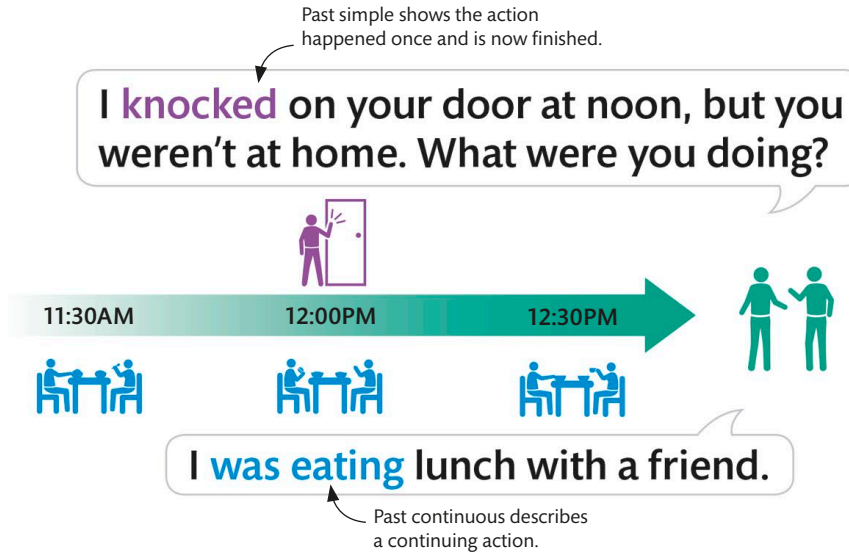 Past simple shows the action
happened once and is now finished.
I knocked on your door at noon, but you
weren’t at home. What were you doing?
11:30AM 12:00PM 12:30PM
I was eating lunch with a friend.
Past continuous describes
a continuing action.